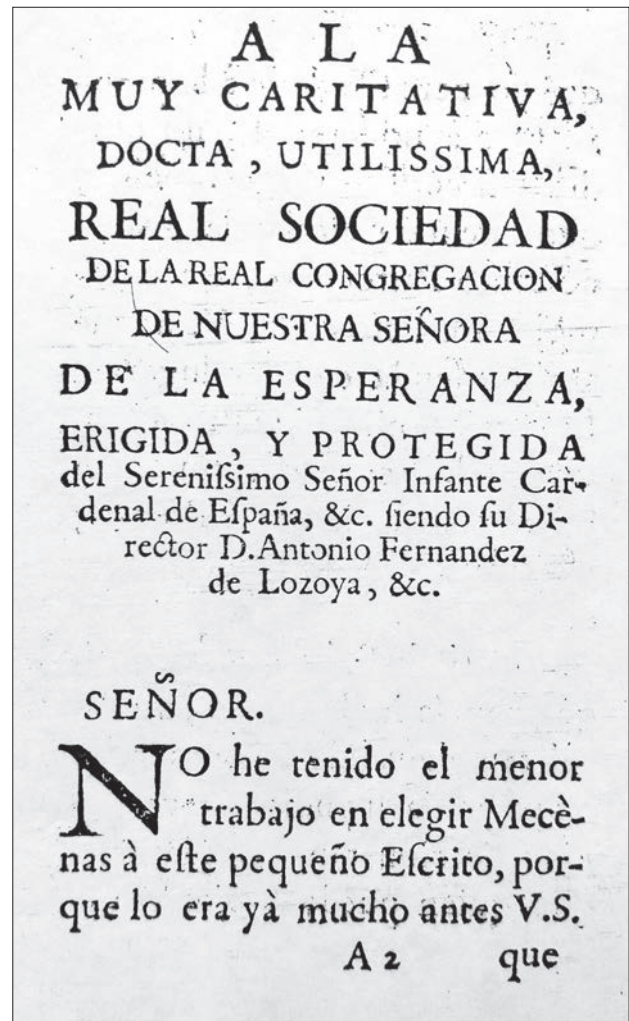 A LA
MUY CARITATIVA,
DOCTA, UTILISSIMA,
REAL SOCIEDAD
DE LA REAL CONGREGACION
DE NUESTRA SEÑORA
DE LA ESPERANZA,
ERIGIDA, Y PROTEGIDA
del Sereniſsimo Señor Infante Car-
denal de Eſpaña, &c. ſiendo ſu Di-
rector D. Antonio Fernandez
de Lozoya, &c.
SEÑOR.
NO he tenido el menor
trabajo en elegir Mecè-
nas à eſte pequeño Eſcrito, por-
que lo era yà mucho antes V.S.
A 2 que